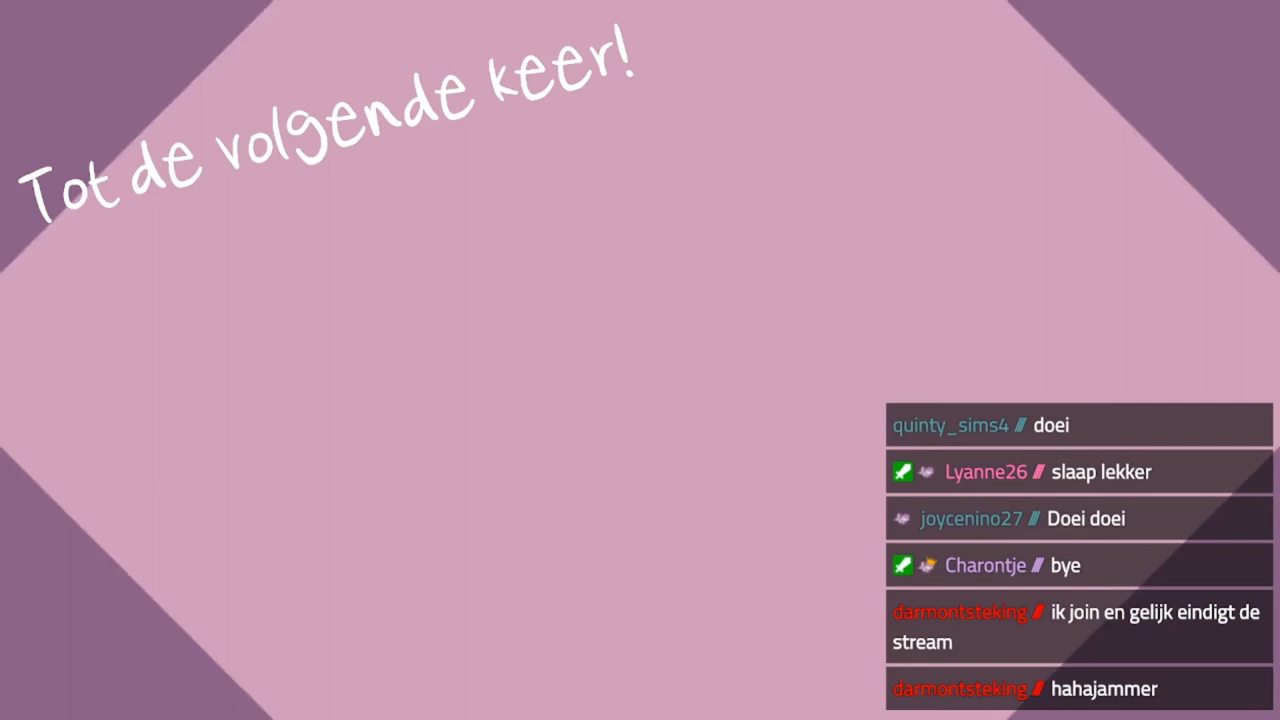 Tot de volgende keer!
quinty_sims4 /// doei
Lyanne26 // slaap lekker
joycenino27 /// Doei doei
Charontje // bye
darmontsteking // ik join en gelijk eindigt de
stream
darmontsteking // hahajammer